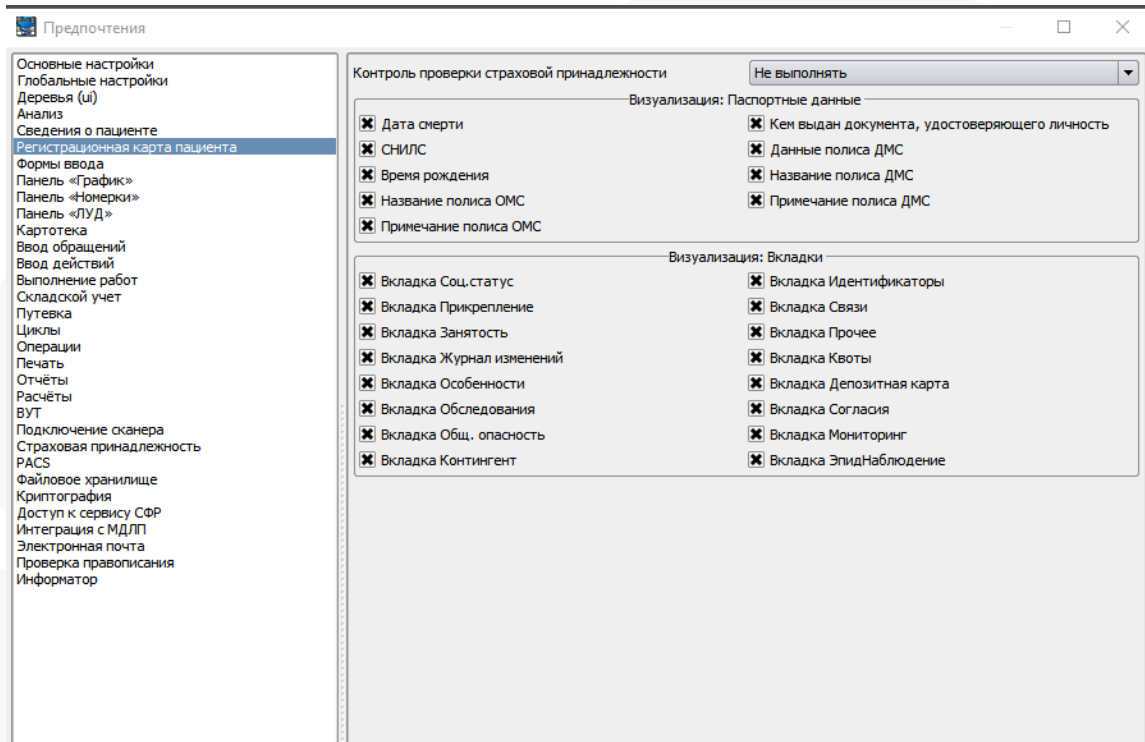 Предпочтения
Основные настройки
Глобальные настройки
Деревья (ui)
Анализ
Сведения о пациенте
Регистрационная карта пациента
Формы ввода
Панель «График»
Панель «Номерки»
Панель «ЛУД»
Картотека
Ввод обращений
Ввод действий
Выполнение работ
Складской учет
Путевка
Циклы
Операции
Печать
Отчёты
Расчёты
ВУТ
Подключение сканера
Страховая принадлежность
PACS
Файловое хранилище
Криптография
Доступ к сервису СФР
Интеграция с МДЛП
Электронная почта
Проверка правописания
Информатор
Контроль проверки страховой принадлежности Не выполнять
Визуализация: Паспортные данные
Дата смерти Кем выдан документа, удостоверяющего личность
СНИЛС Данные полиса ДМС
Время рождения Название полиса ДМС
Название полиса ОМС Примечание полиса ДМС
Примечание полиса ОМС
Визуализация: Вкладки
Вкладка Соц.статус Вкладка Идентификаторы
Вкладка Прикрепление Вкладка Связи
Вкладка Занятость Вкладка Прочее
Вкладка Журнал изменений Вкладка Квоты
Вкладка Особенности Вкладка Депозитная карта
Вкладка Обследования Вкладка Согласия
Вкладка Общ. опасность Вкладка Мониторинг
Вкладка Контингент Вкладка ЭпидНаблюдение